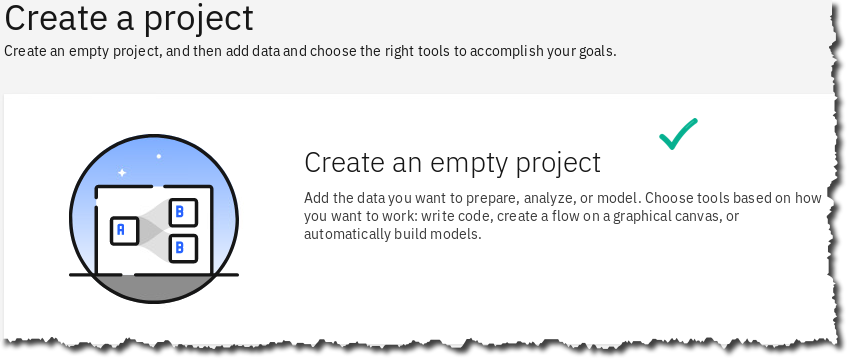 Create a project
Create an empty project, and then add data and choose the right tools to accomplish your goals.
Create an empty project
Add the data you want to prepare, analyze, or model. Choose tools based on how
you want to work: write code, create a flow on a graphical canvas, or
automatically build models.
A
B
B